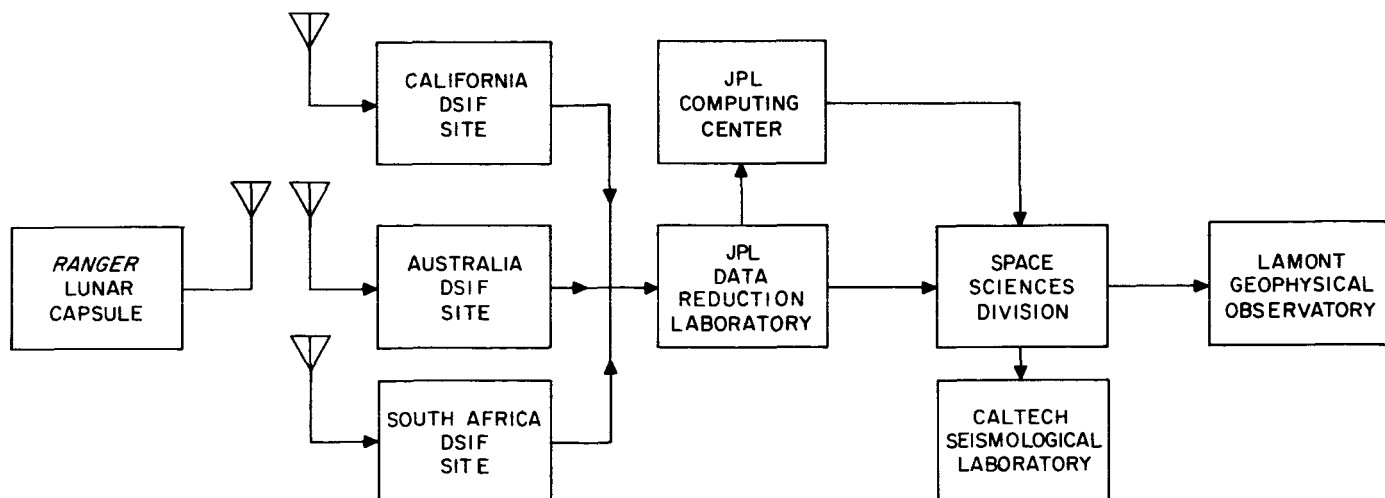 RANGER
LUNAR
CAPSULE
CALIFORNIA
DSIF
SITE
AUSTRALIA
DSIF
SITE
SOUTH AFRICA
DSIF
SITE
JPL
COMPUTING
CENTER
JPL
DATA
REDUCTION
LABORATORY
SPACE
SCIENCES
DIVISION
CALTECH
SEISMOLOGICAL
LABORATORY
LAMONT
GEOPHYSICAL
OBSERVATORY